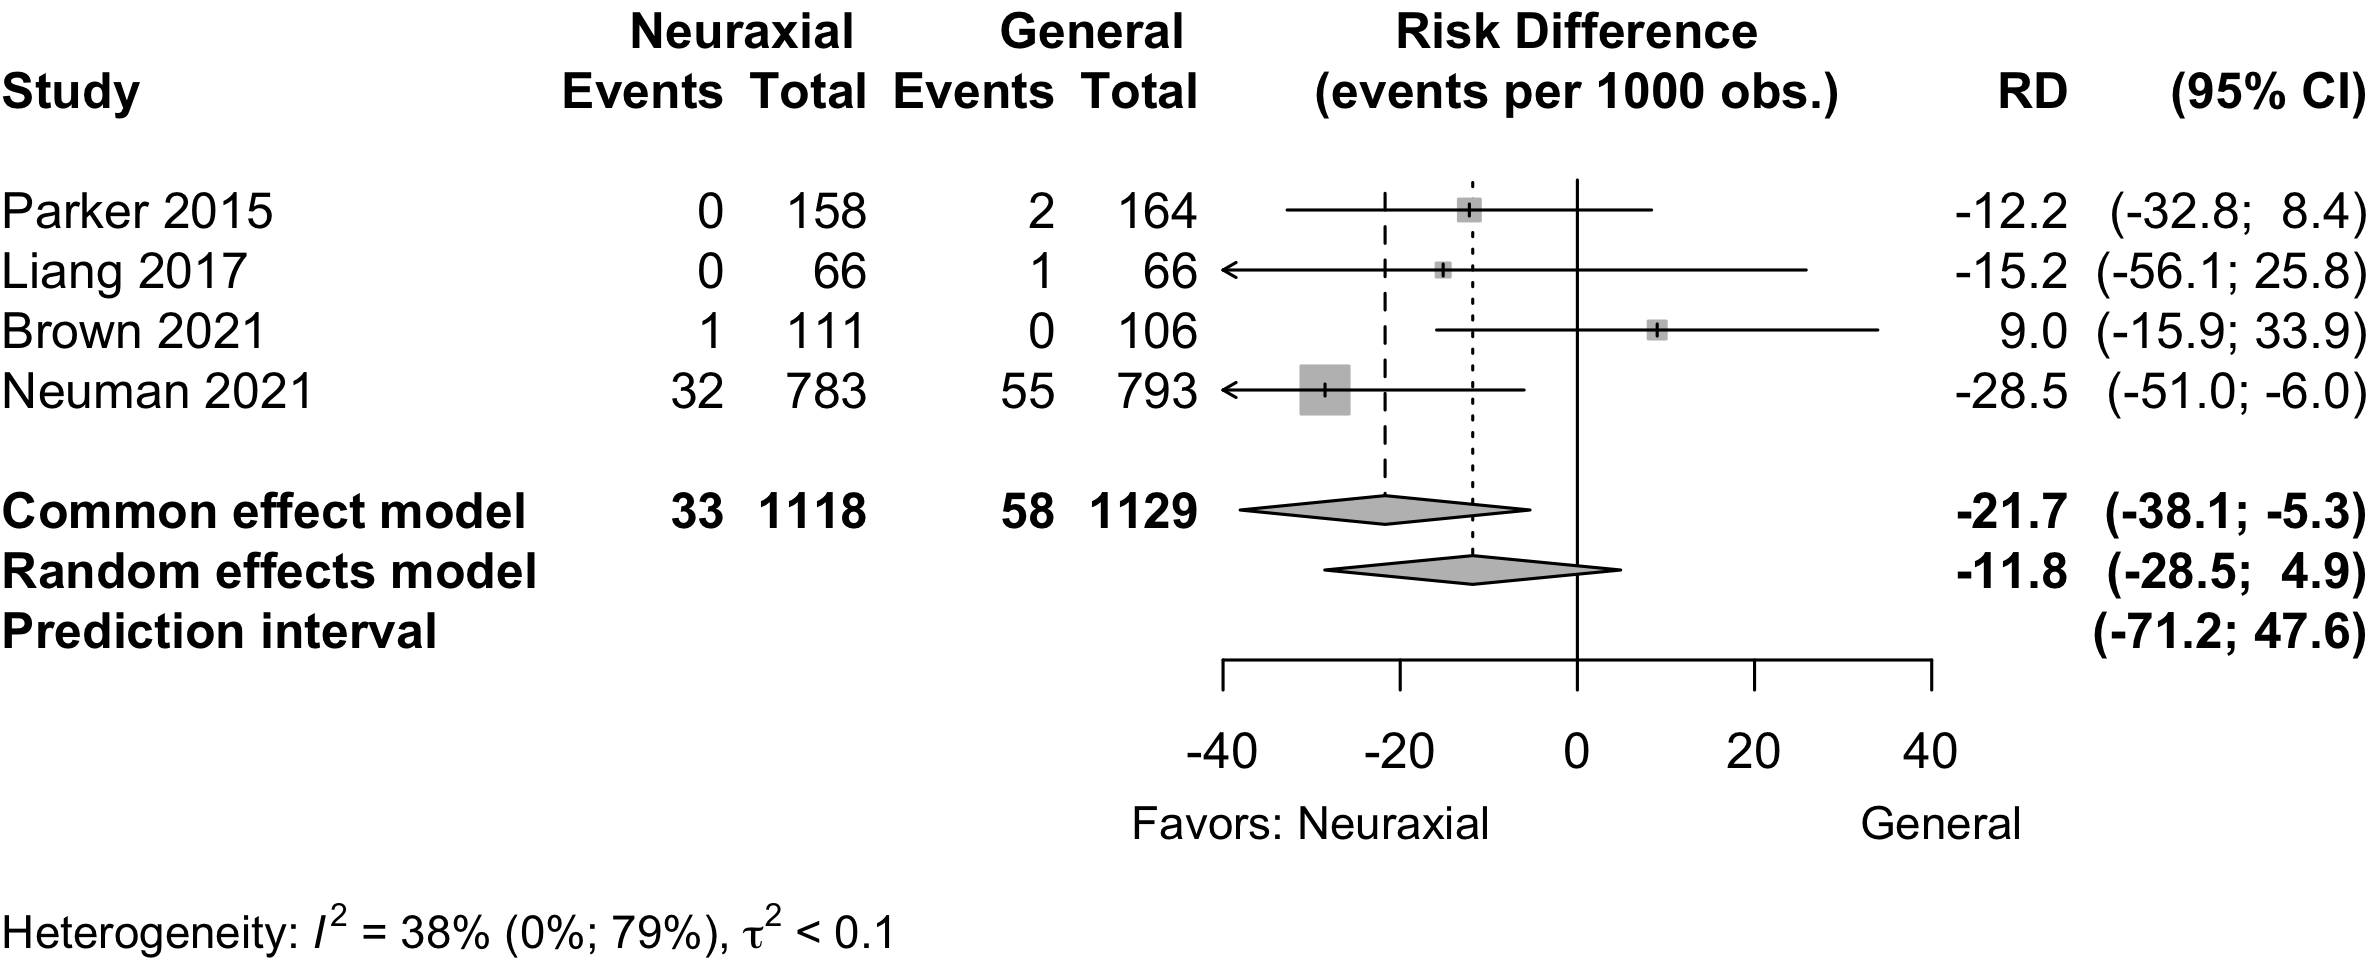 Neuraxial General Risk Difference
Study Events Total Events Total (events per 1000 obs.) RD (95% CI)
Parker 2015 0 158 2 164 -12.2 (-32.8; 8.4)
Liang 2017 0 66 1 66 -15.2 (-56.1; 25.8)
Brown 2021 1 111 0 106 9.0 (-15.9; 33.9)
Neuman 2021 32 783 55 793 -28.5 (-51.0; -6.0)
Common effect model 33 1118 58 1129 -21.7 (-38.1; -5.3)
Random effects model -11.8 (-28.5; 4.9)
Prediction interval (-71.2; 47.6)
-40 -20 0 20 40
Favors: Neuraxial General
Heterogeneity: I² = 38% (0%; 79%), τ² < 0.1